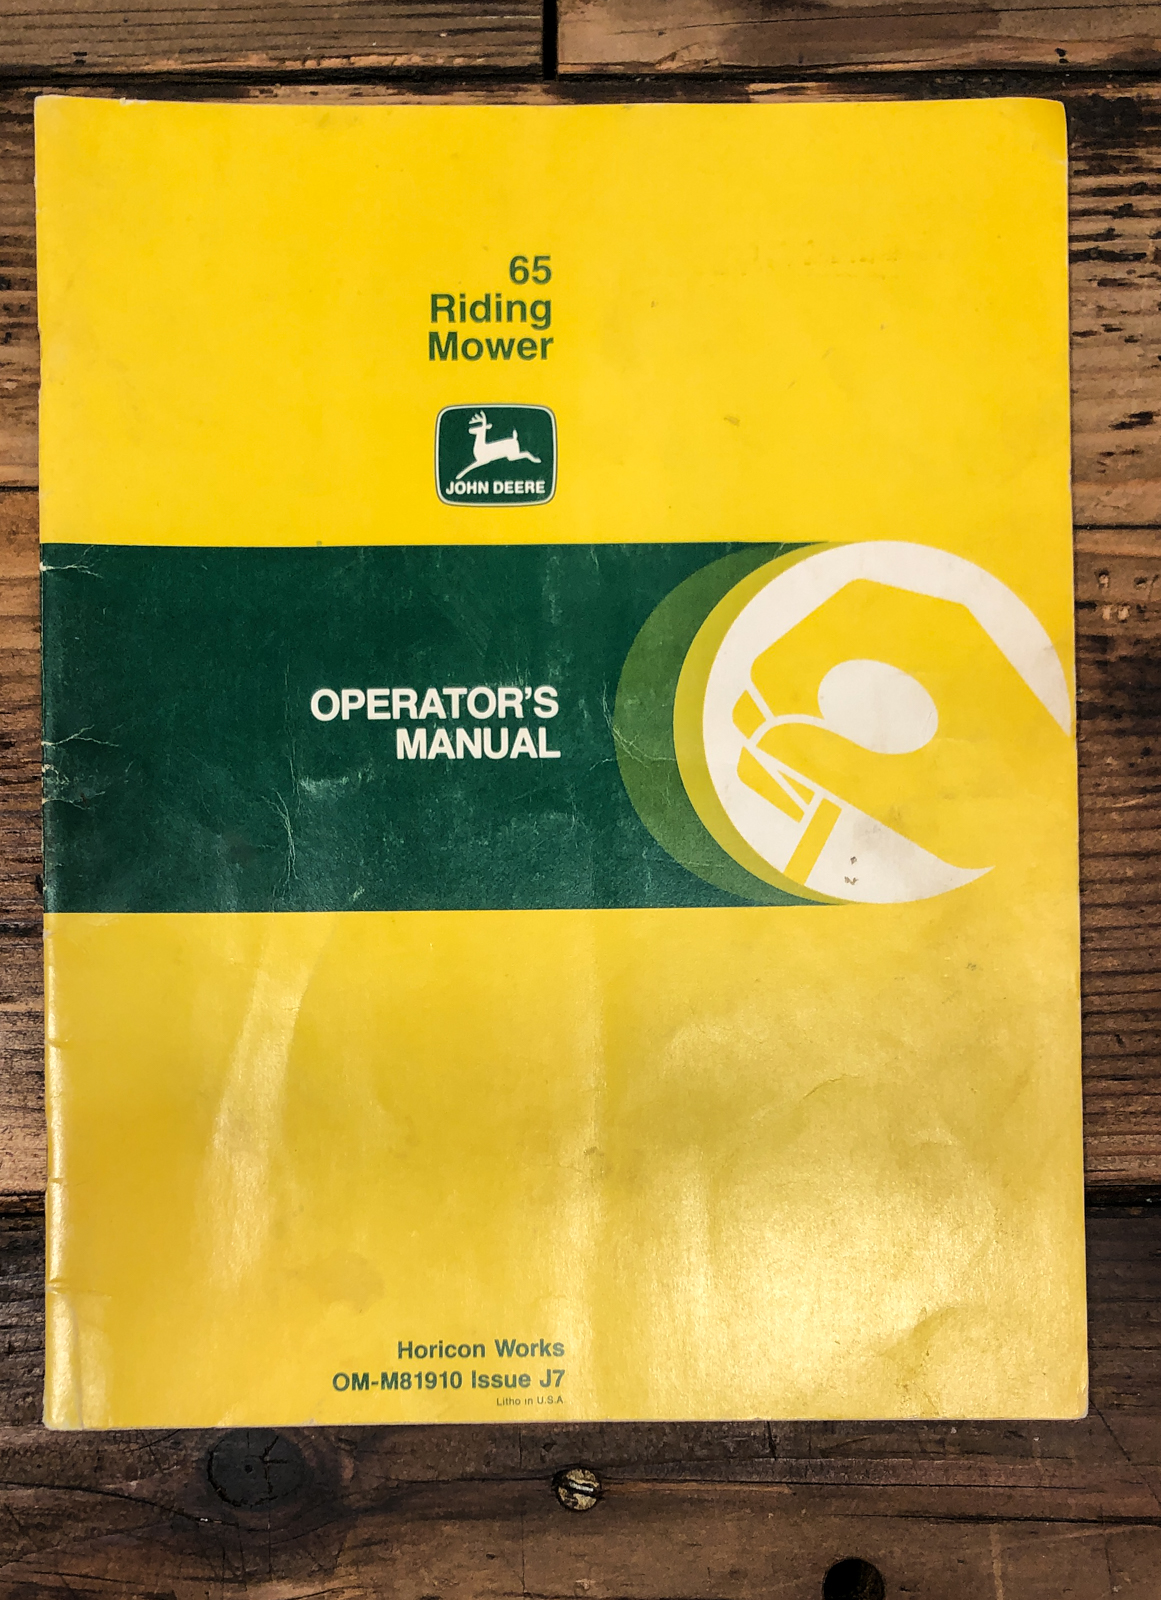 65
Riding
Mower
JOHN DEERE
OPERATOR'S
MANUAL
Horicon Works
OM-M81910 Issue J7
Litho in U.S.A